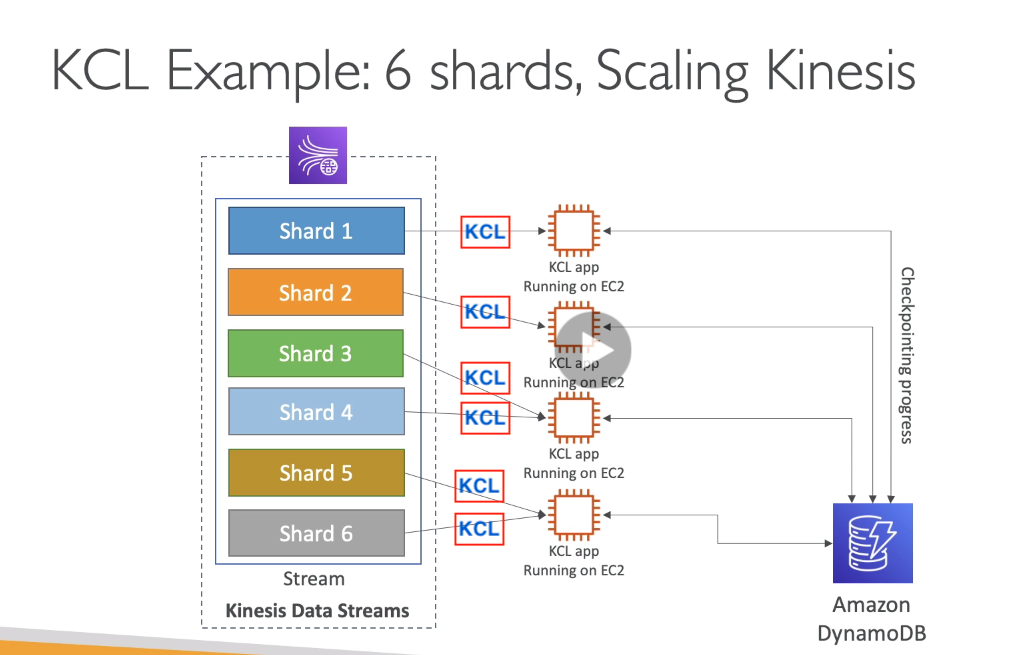 KCL Example: 6 shards, Scaling Kinesis
Shard 1
Shard 2
Shard 3
Shard 4
Shard 5
Shard 6
Stream
Kinesis Data Streams
KCL
KCL
KCL
KCL
KCL
KCL
KCL app
Running on EC2
KCL app
Running on EC2
KCL app
Running on EC2
KCL app
Running on EC2
Checkpointing progress
Amazon
DynamoDB